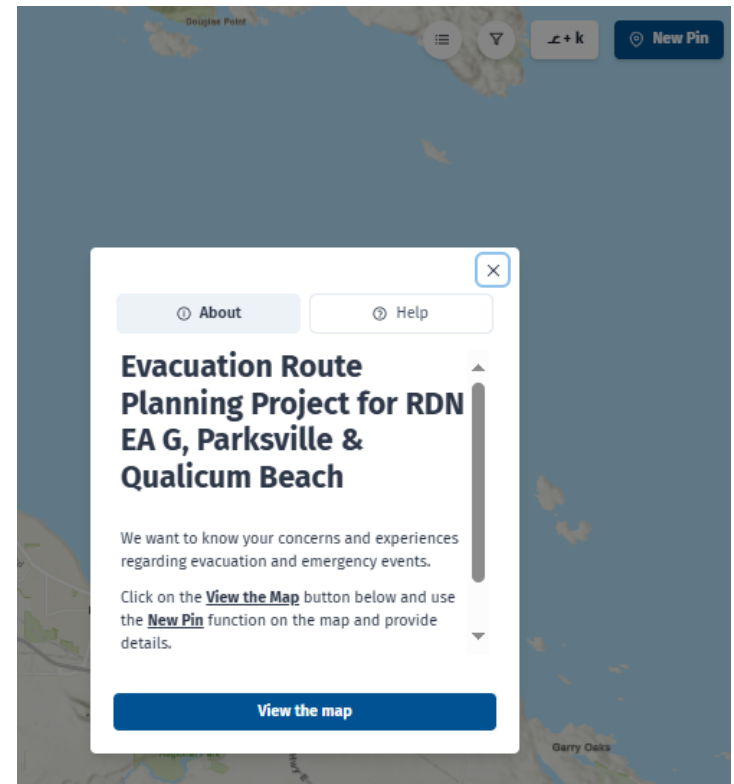 Douglas Point
+ k
New Pin
About
Help
Evacuation Route
Planning Project for RDN
EA G, Parksville &
Qualicum Beach
We want to know your concerns and experiences
regarding evacuation and emergency events.
Click on the View the Map button below and use
the New Pin function on the map and provide
details.
View the map
Garry Oaks
Hwy E